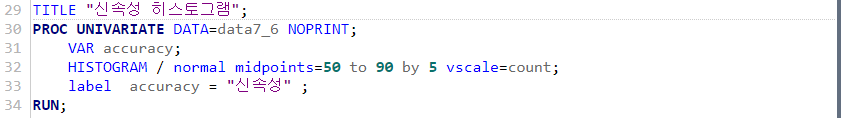 29 TITLE "신속성 히스토그램";
30 PROC UNIVARIATE DATA=data7_6 NOPRINT;
31 VAR accuracy;
32 HISTOGRAM / normal midpoints=50 to 90 by 5 vscale=count;
33 label  accuracy = "신속성" ;
34 RUN;